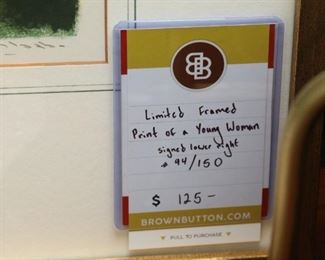 BB
Limited Framed
Print of a Young Woman
signed lower right
# 94/150
$ 125-
BROWNBUTTON.COM
▼ PULL TO PURCHASE ▼